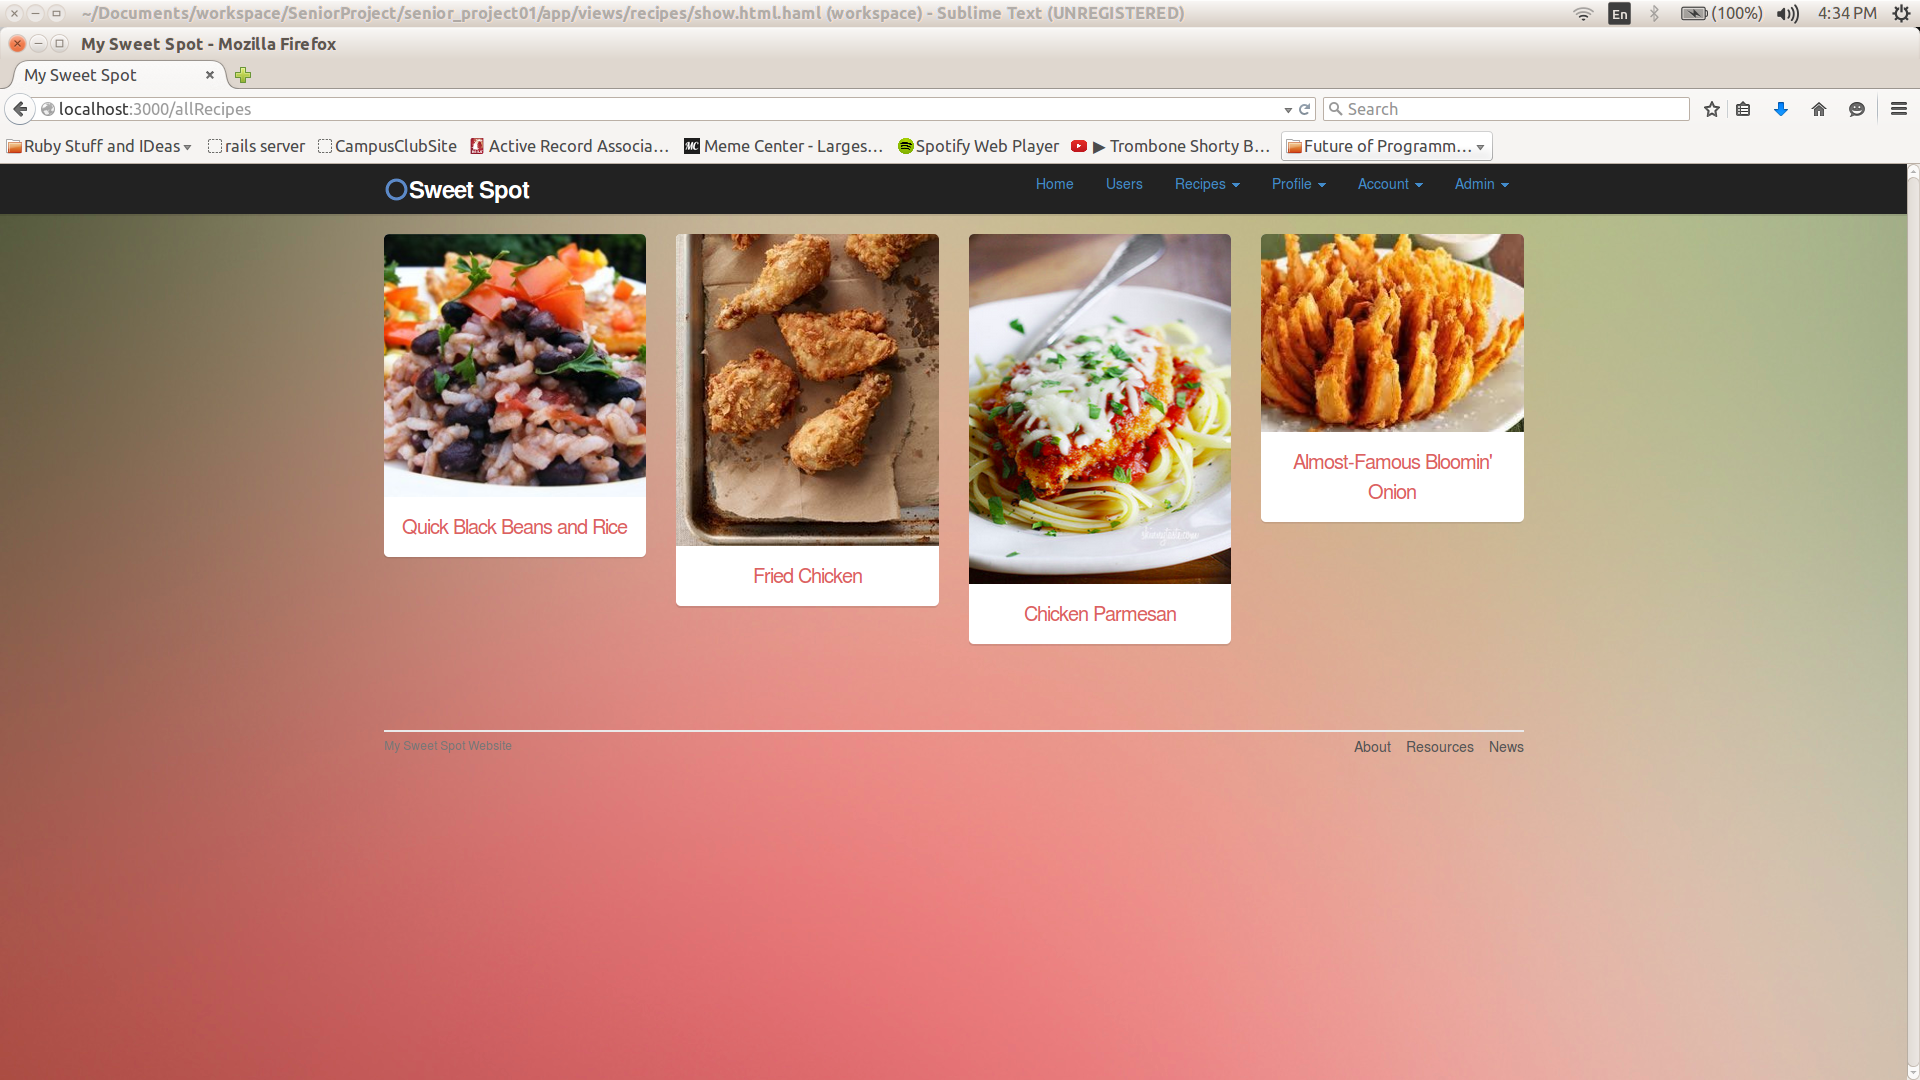 ~/Documents/workspace/SeniorProject/senior_project01/app/views/recipes/show.html.haml (workspace) - Sublime Text (UNREGISTERED)
En
(100%)
4:34 PM
My Sweet Spot - Mozilla Firefox
My Sweet Spot
localhost:3000/allRecipes
Search
Ruby Stuff and IDeas
rails server
CampusClubSite
Active Record Associa...
MC
Meme Center - Larges...
Spotify Web Player
▶ Trombone Shorty B...
Future of Programm...
Sweet Spot
Home
Users
Recipes
Profile
Account
Admin
Quick Black Beans and Rice
Fried Chicken
skinnytaste.com
Chicken Parmesan
Almost-Famous Bloomin'
Onion
My Sweet Spot Website
About
Resources
News